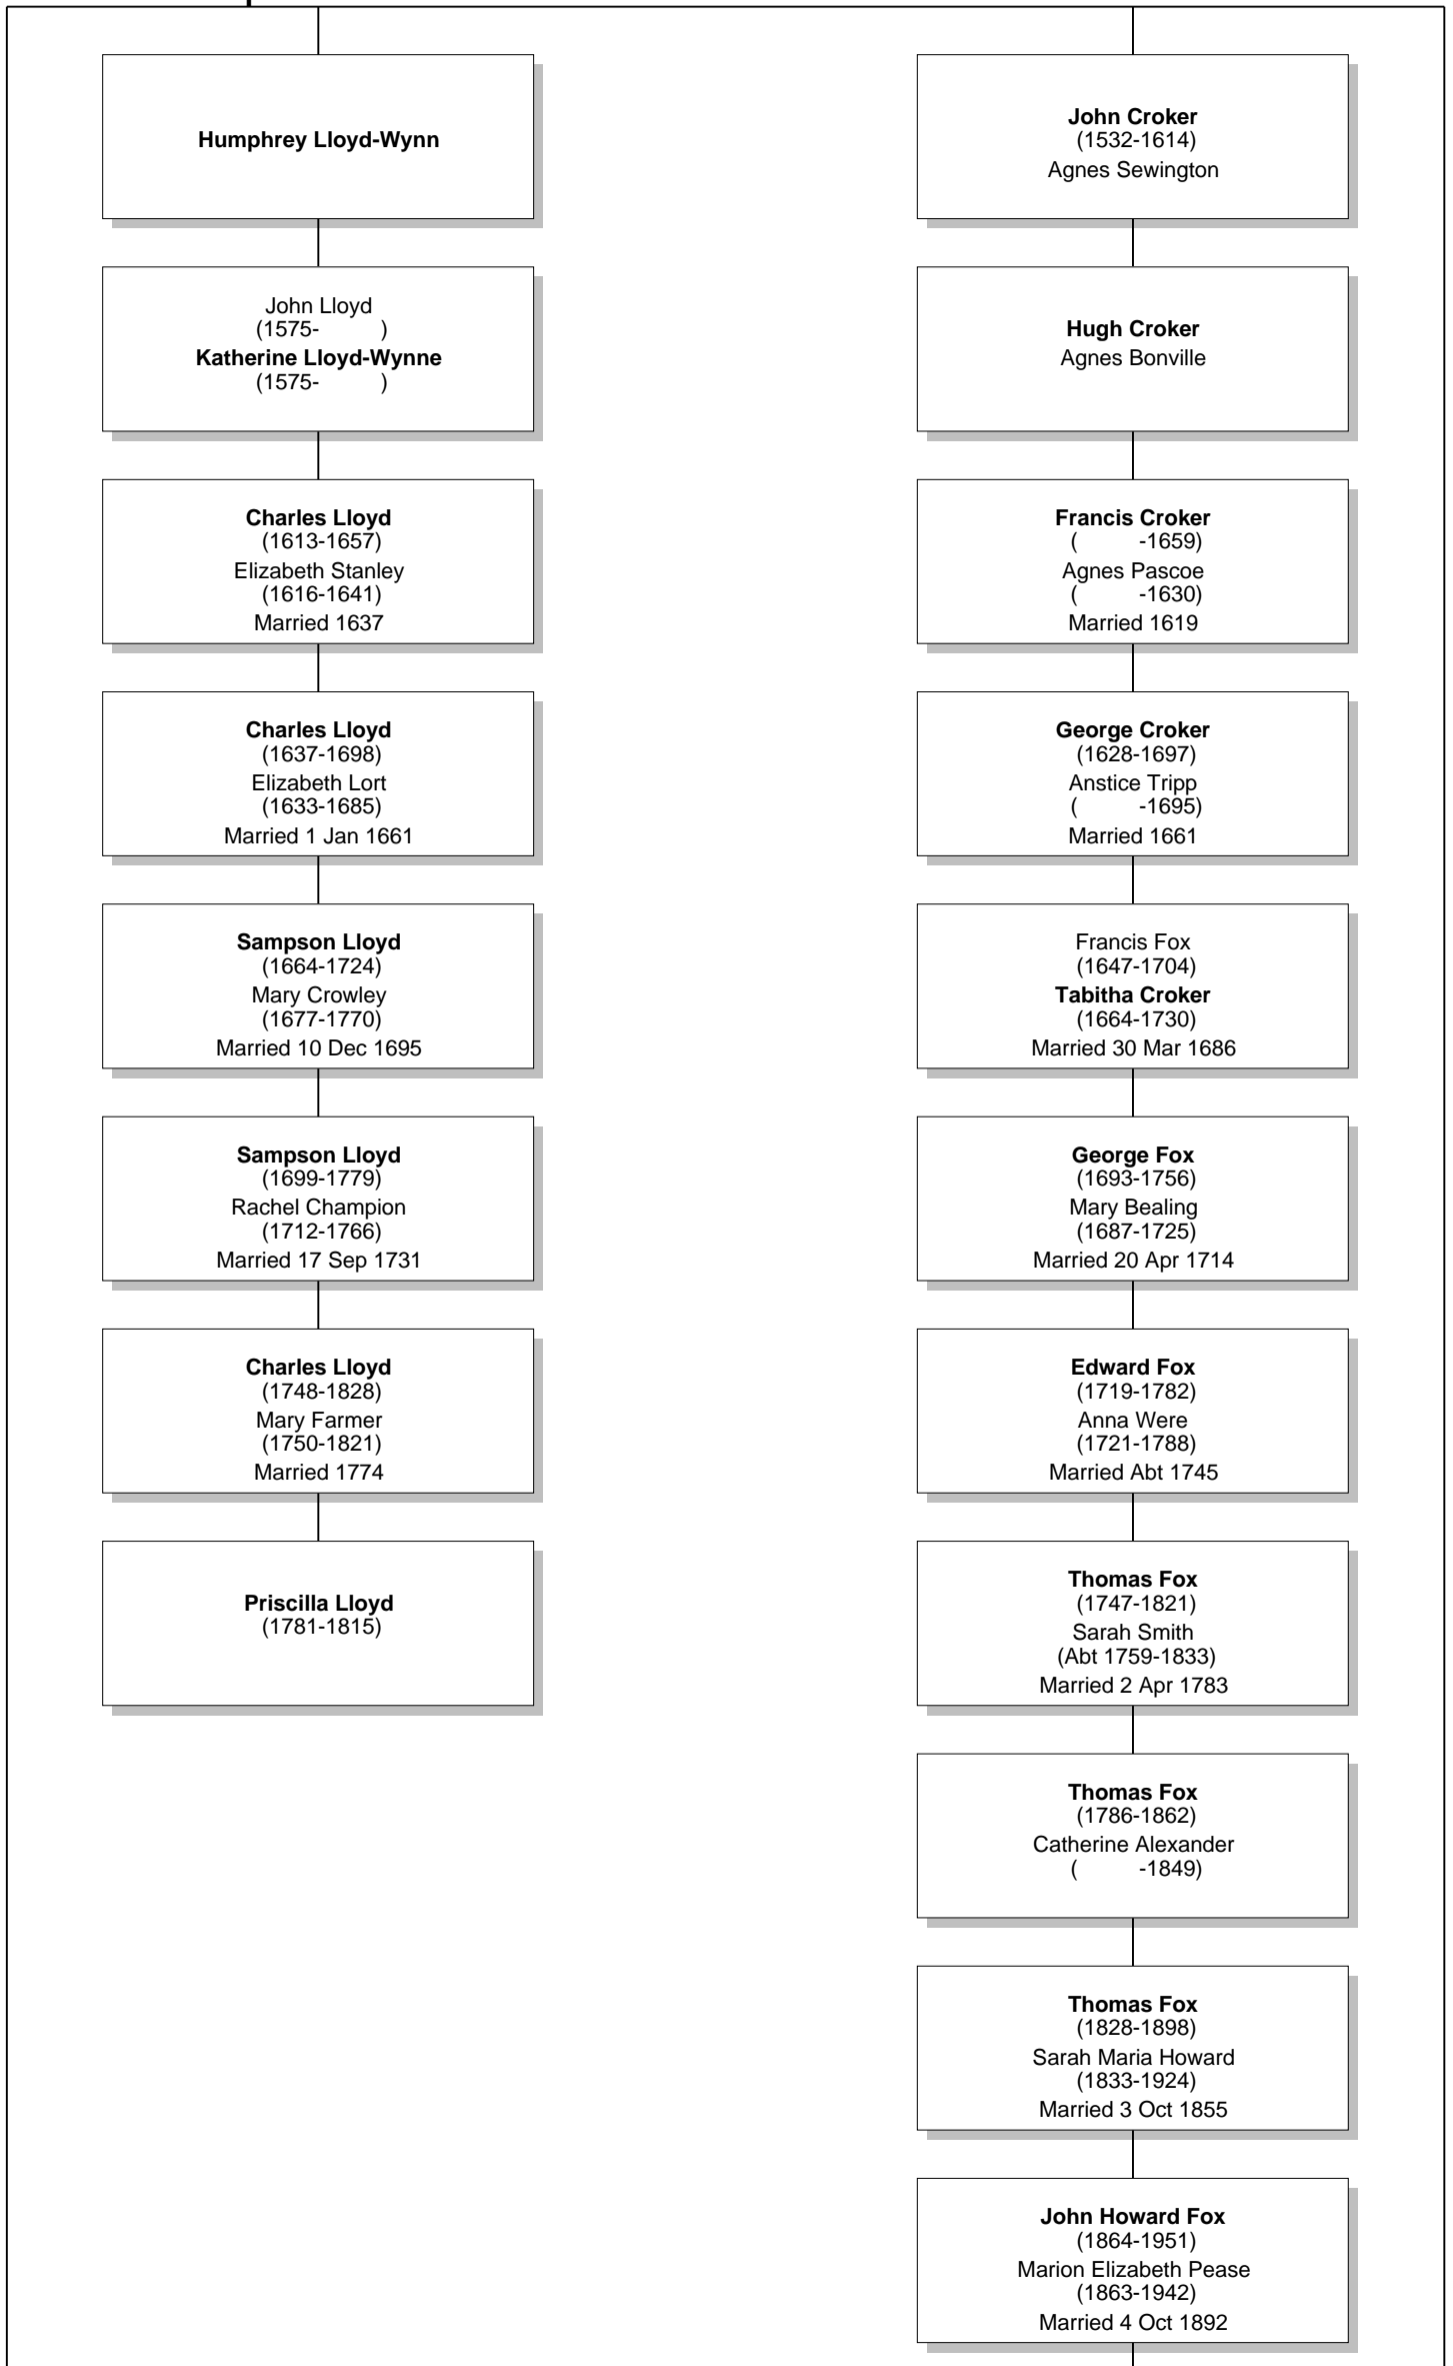 Humphrey Lloyd-Wynn
John Lloyd
(1575- )
Katherine Lloyd-Wynne
(1575- )
Charles Lloyd
(1613-1657)
Elizabeth Stanley
(1616-1641)
Married 1637
Charles Lloyd
(1637-1698)
Elizabeth Lort
(1633-1685)
Married 1 Jan 1661
Sampson Lloyd
(1664-1724)
Mary Crowley
(1677-1770)
Married 10 Dec 1695
Sampson Lloyd
(1699-1779)
Rachel Champion
(1712-1766)
Married 17 Sep 1731
Charles Lloyd
(1748-1828)
Mary Farmer
(1750-1821)
Married 1774
Priscilla Lloyd
(1781-1815)
John Croker
(1532-1614)
Agnes Sewington
Hugh Croker
Agnes Bonville
Francis Croker
( -1659)
Agnes Pascoe
( -1630)
Married 1619
George Croker
(1628-1697)
Anstice Tripp
( -1695)
Married 1661
Francis Fox
(1647-1704)
Tabitha Croker
(1664-1730)
Married 30 Mar 1686
George Fox
(1693-1756)
Mary Bealing
(1687-1725)
Married 20 Apr 1714
Edward Fox
(1719-1782)
Anna Were
(1721-1788)
Married Abt 1745
Thomas Fox
(1747-1821)
Sarah Smith
(Abt 1759-1833)
Married 2 Apr 1783
Thomas Fox
(1786-1862)
Catherine Alexander
( -1849)
Thomas Fox
(1828-1898)
Sarah Maria Howard
(1833-1924)
Married 3 Oct 1855
John Howard Fox
(1864-1951)
Marion Elizabeth Pease
(1863-1942)
Married 4 Oct 1892